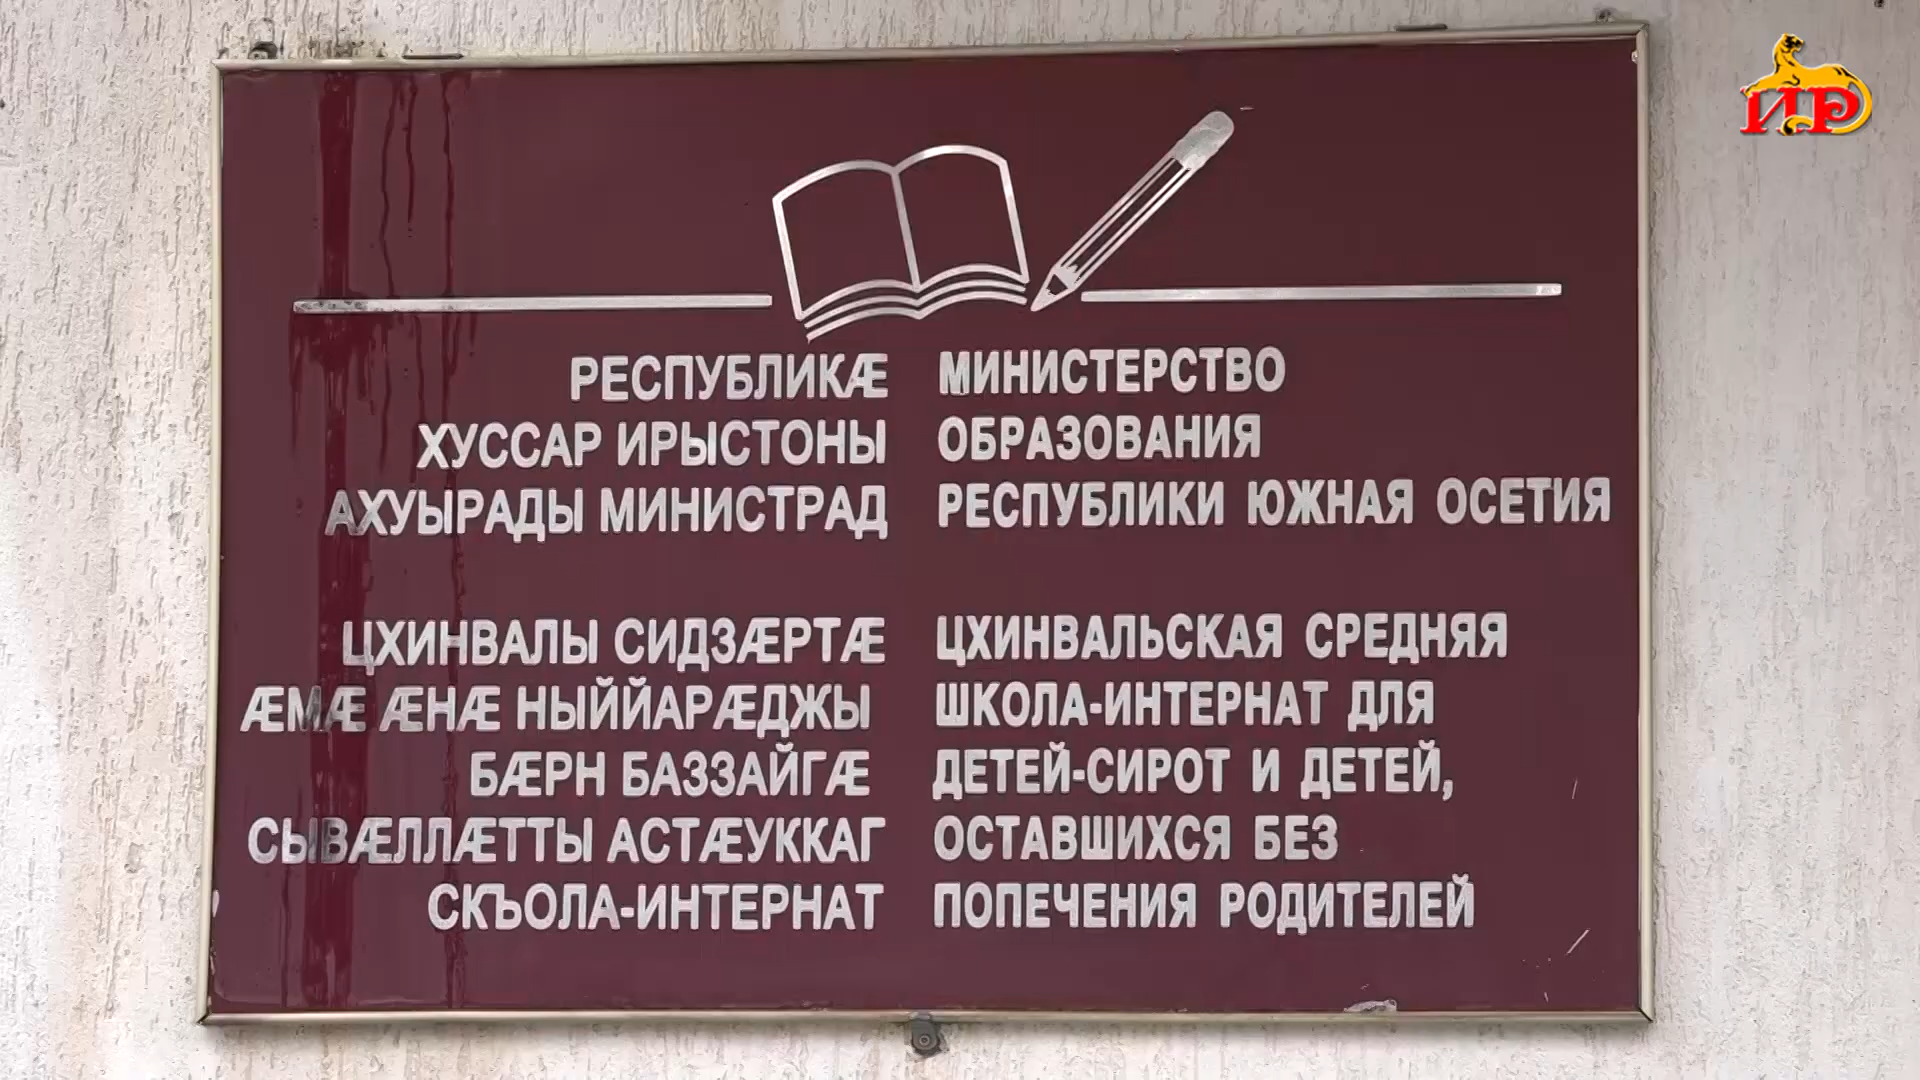 ИР
РЕСПУБЛИКÆ
ХУССАР ИРЫСТОНЫ
АХУЫРАДЫ МИНИСТРАД
МИНИСТЕРСТВО
ОБРАЗОВАНИЯ
РЕСПУБЛИКИ ЮЖНАЯ ОСЕТИЯ
ЦХИНВАЛЫ СИДЗÆРТÆ
ÆМÆ ÆНÆ НЫЙЙАРÆДЖЫ
БÆРН БАЗЗАЙГÆ
СЫВÆЛЛÆТТЫ АСТÆУККАГ
СКЪОЛА-ИНТЕРНАТ
ЦХИНВАЛЬСКАЯ СРЕДНЯЯ
ШКОЛА-ИНТЕРНАТ ДЛЯ
ДЕТЕЙ-СИРОТ И ДЕТЕЙ,
ОСТАВШИХСЯ БЕЗ
ПОПЕЧЕНИЯ РОДИТЕЛЕЙ